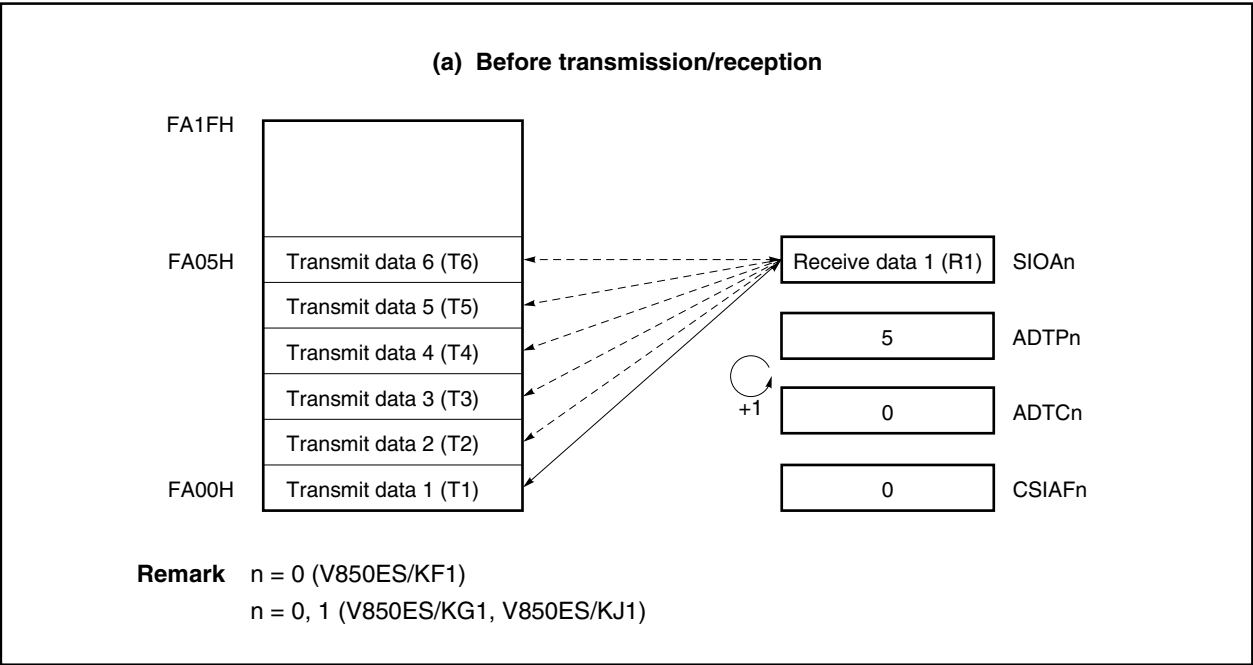 (a) Before transmission/reception
FA1FH
FA05H
Transmit data 6 (T6)
Receive data 1 (R1)
SIOAn
Transmit data 5 (T5)
5
ADTPn
Transmit data 4 (T4)
Transmit data 3 (T3)
+1
0
ADTCn
Transmit data 2 (T2)
FA00H
Transmit data 1 (T1)
0
CSIAFn
Remark n = 0 (V850ES/KF1)
n = 0, 1 (V850ES/KG1, V850ES/KJ1)